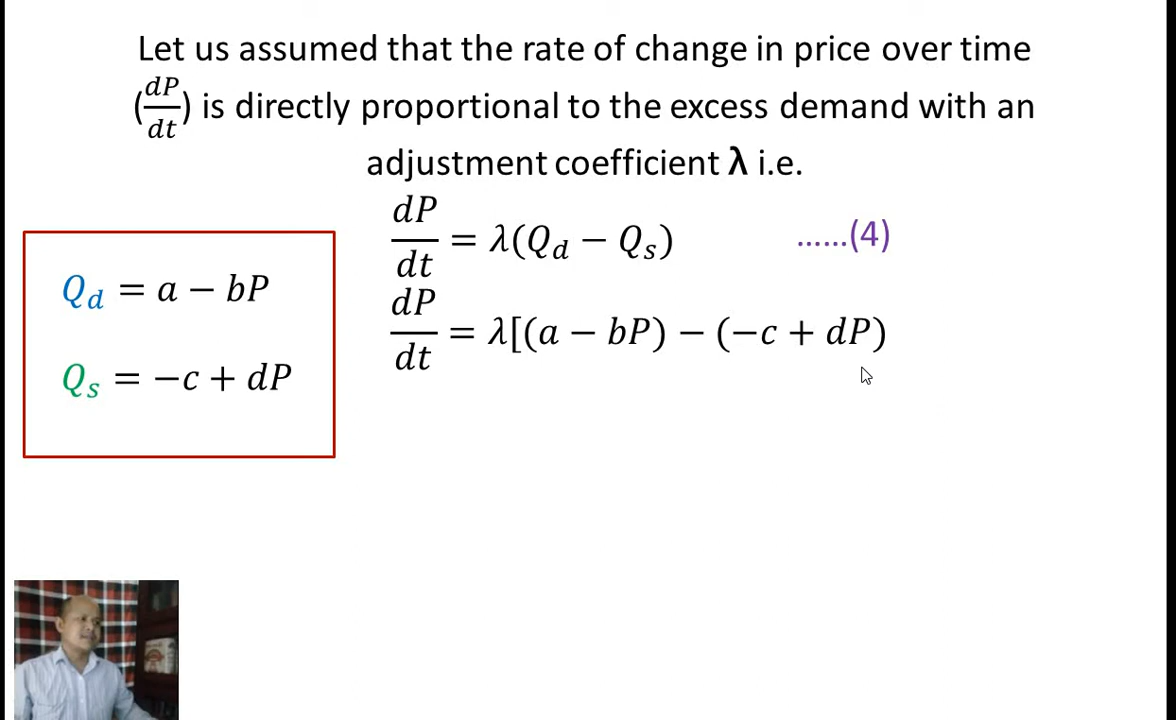 Let us assumed that the rate of change in price over time
(dP/dt) is directly proportional to the excess demand with an
adjustment coefficient λ i.e.
dP/dt = λ(Q_d − Q_s) ......(4)
dP/dt = λ[(a − bP) − (−c + dP)
Q_d = a − bP
Q_s = −c + dP